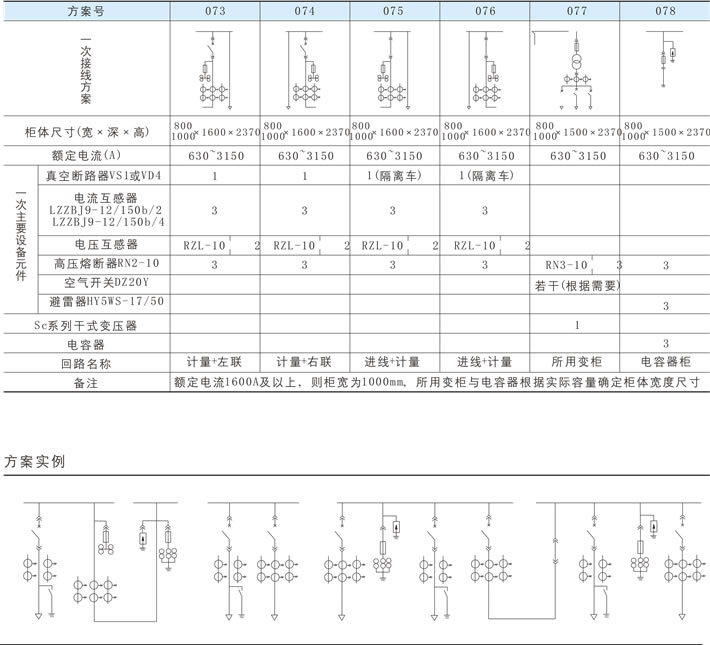 方案号 073 074 075 076 077 078
一次接线方案
柜体尺寸(宽×深×高) 800 1000×1600×2370 800 1000×1600×2370 800 1000×1600×2370 800 1000×1600×2370 800 1000×1500×2370 800 1000×1500×2370
额定电流(A) 630~3150 630~3150 630~3150 630~3150 630~3150 630~3150
一次主要设备元件
真空断路器VS1或VD4 1 1 1(隔离车) 1(隔离车)
电流互感器
LZZBJ9-12/150b/2 3 3 3 3
LZZBJ9-12/150b/4
电压互感器 RZL-10 2 RZL-10 2 RZL-10 2 RZL-10 2
高压熔断器RN2-10 3 3 3 3 RN3-10 3 3
空气开关DZ20Y 若干(根据需要)
避雷器HY5WS-17/50 3
Sc系列干式变压器 1
电容器 3
回路名称 计量+左联 计量+右联 进线+计量 进线+计量 所用变柜 电容器柜
备注 额定电流1600A及以上，则柜宽为1000mm，所用变柜与电容器根据实际容量确定柜体宽度尺寸
方案实例